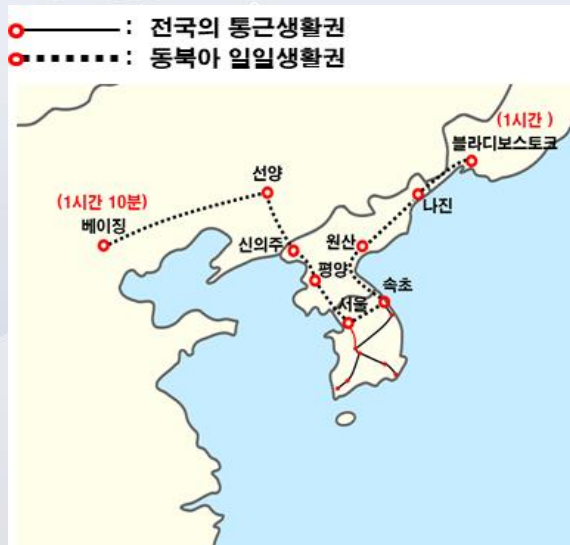 : 전국의 통근생활권
: 동북아 일일생활권
(1시간 )
블라디보스토크
선양
(1시간 10분)
베이징
나진
신의주
원산
평양
속초
서울